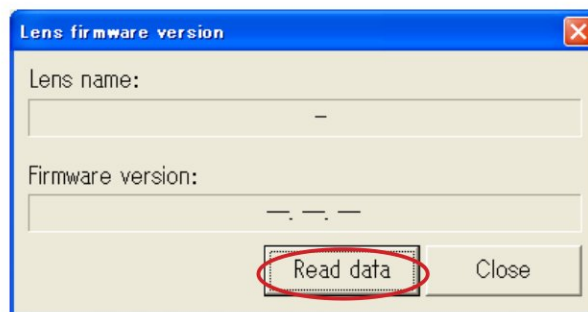 Lens firmware version
Lens name:
–
Firmware version:
—. —. —
Read data Close